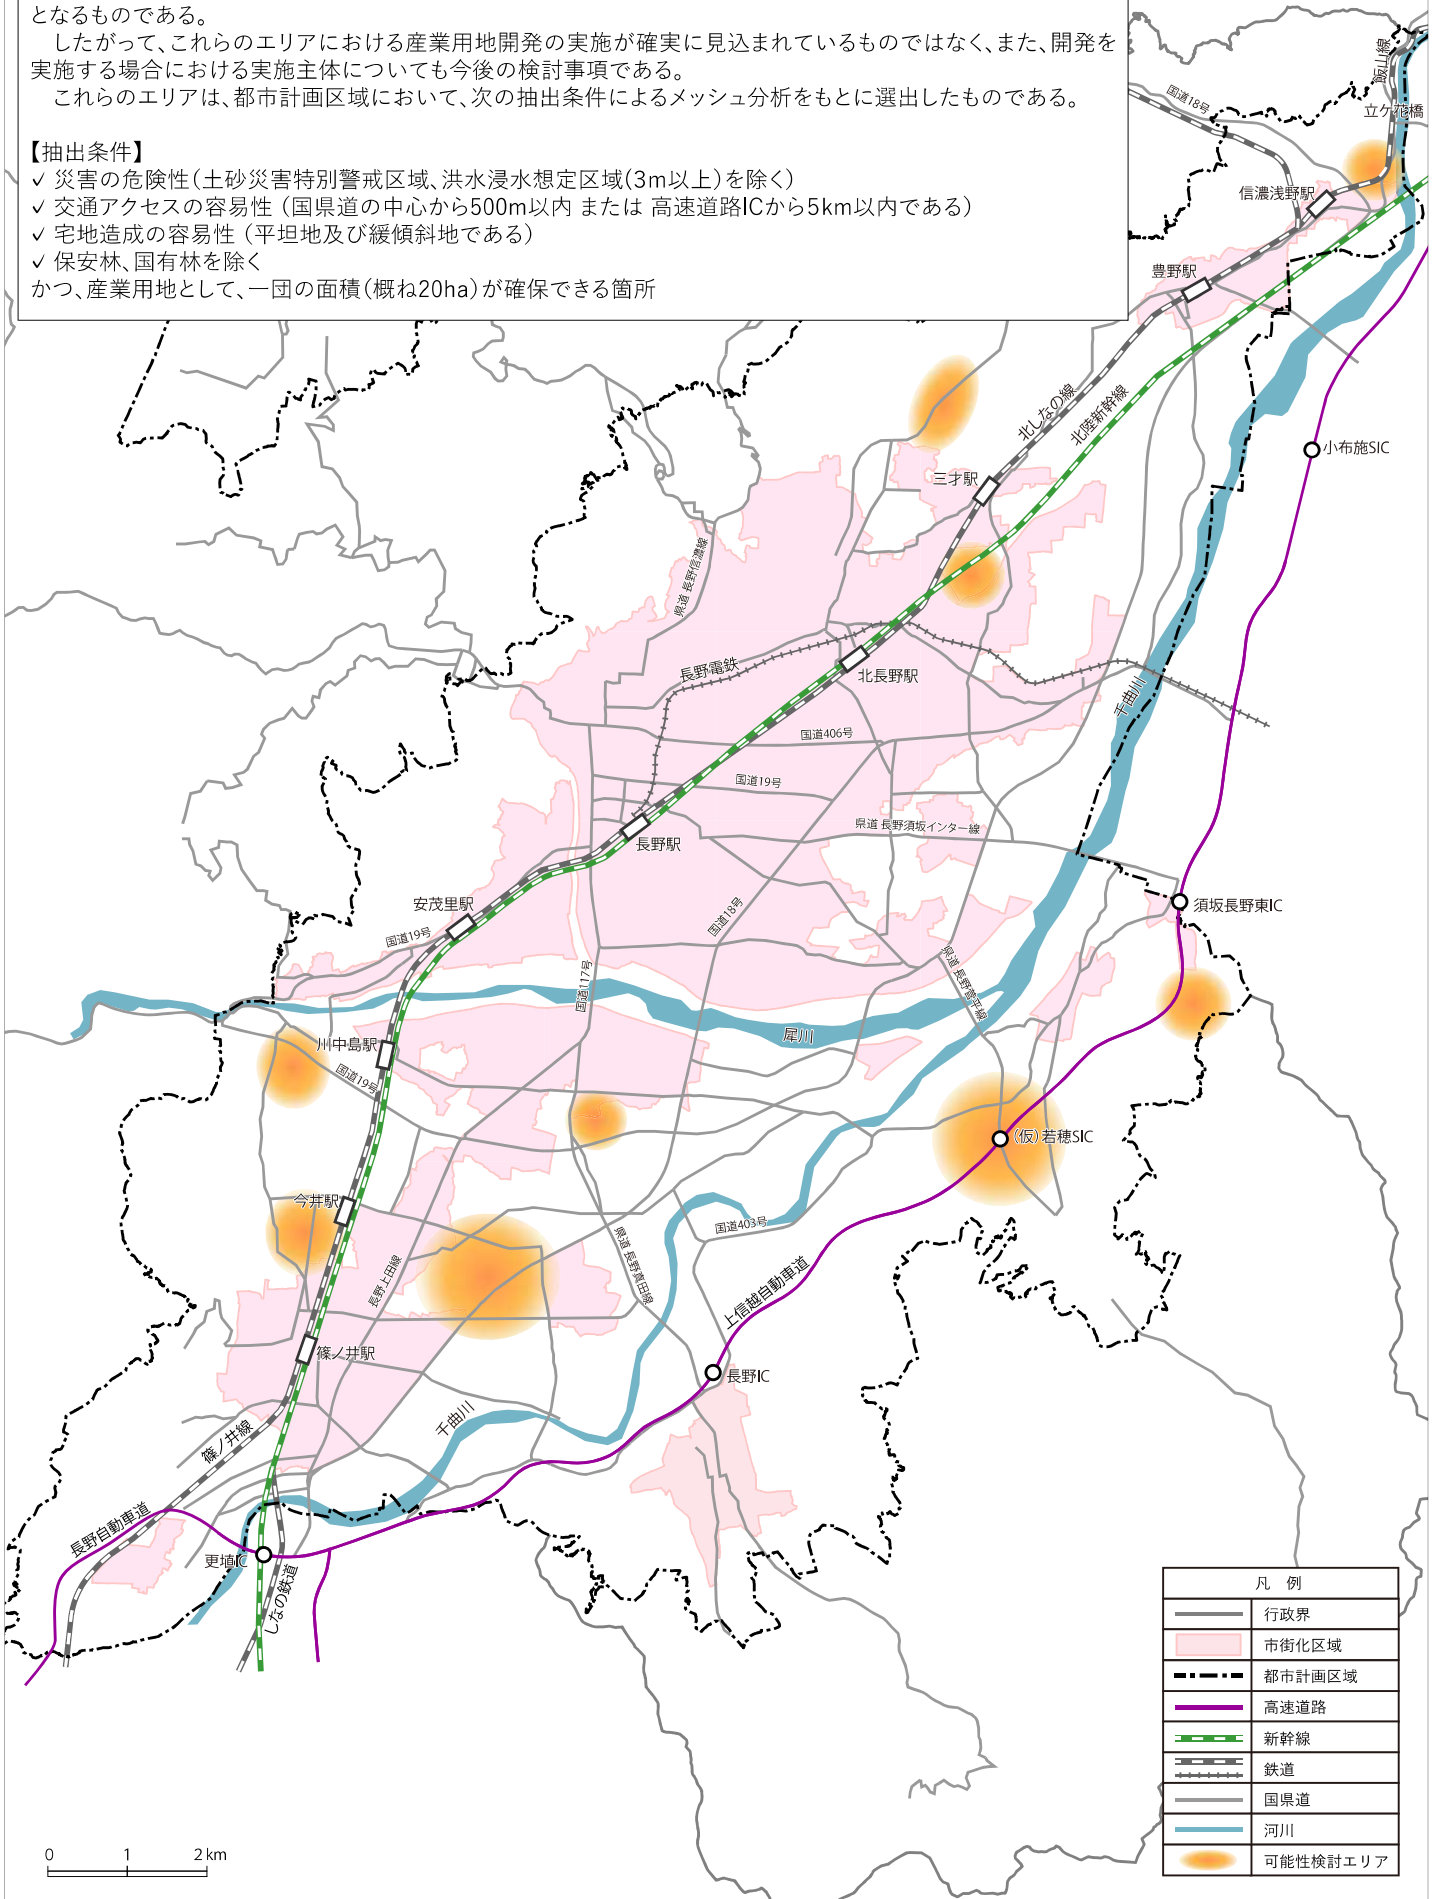 となるものである。
したがって、これらのエリアにおける産業用地開発の実施が確実に見込まれているものではなく、また、開発を
実施する場合における実施主体についても今後の検討事項である。
これらのエリアは、都市計画区域において、次の抽出条件によるメッシュ分析をもとに選出したものである。
【抽出条件】
✓ 災害の危険性(土砂災害特別警戒区域、洪水浸水想定区域(3m以上)を除く)
✓ 交通アクセスの容易性 (国県道の中心から500m以内 または 高速道路ICから5km以内である)
✓ 宅地造成の容易性 (平坦地及び緩傾斜地である)
✓ 保安林、国有林を除く
かつ、産業用地として、一団の面積(概ね20ha)が確保できる箇所
飯山線
国道18号
立ケ花橋
信濃浅野駅
豊野駅
北しなの線
北陸新幹線
小布施SIC
三才駅
県道 長野信濃線
長野電鉄
北長野駅
千曲川
国道406号
国道19号
県道 長野須坂インター線
長野駅
安茂里駅
国道18号
須坂長野東IC
国道19号
国道117号
県道 長野菅平線
犀川
川中島駅
国道19号
(仮)若穂SIC
今井駅
国道403号
県道 長野真田線
長野上田線
上信越自動車道
篠ノ井駅
長野IC
千曲川
篠ノ井線
長野自動車道
更埴IC
しなの鉄道
凡 例
行政界
市街化区域
都市計画区域
高速道路
新幹線
鉄道
国県道
河川
可能性検討エリア
0 1 2 km